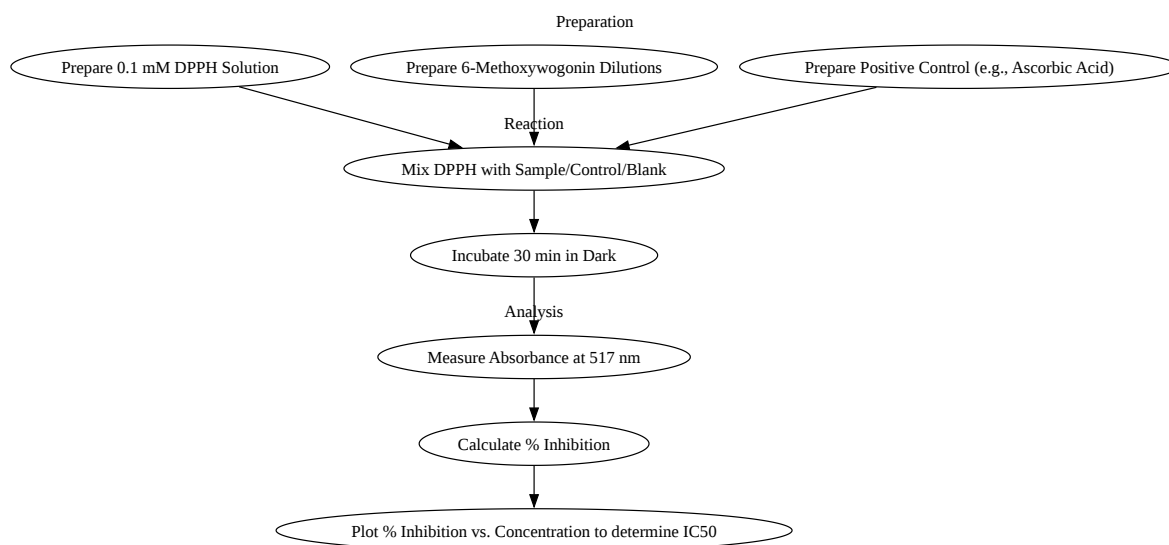 Preparation
Prepare 0.1 mM DPPH Solution
Prepare 6-Methoxywogonin Dilutions
Prepare Positive Control (e.g., Ascorbic Acid)
Reaction
Mix DPPH with Sample/Control/Blank
Incubate 30 min in Dark
Analysis
Measure Absorbance at 517 nm
Calculate % Inhibition
Plot % Inhibition vs. Concentration to determine IC50